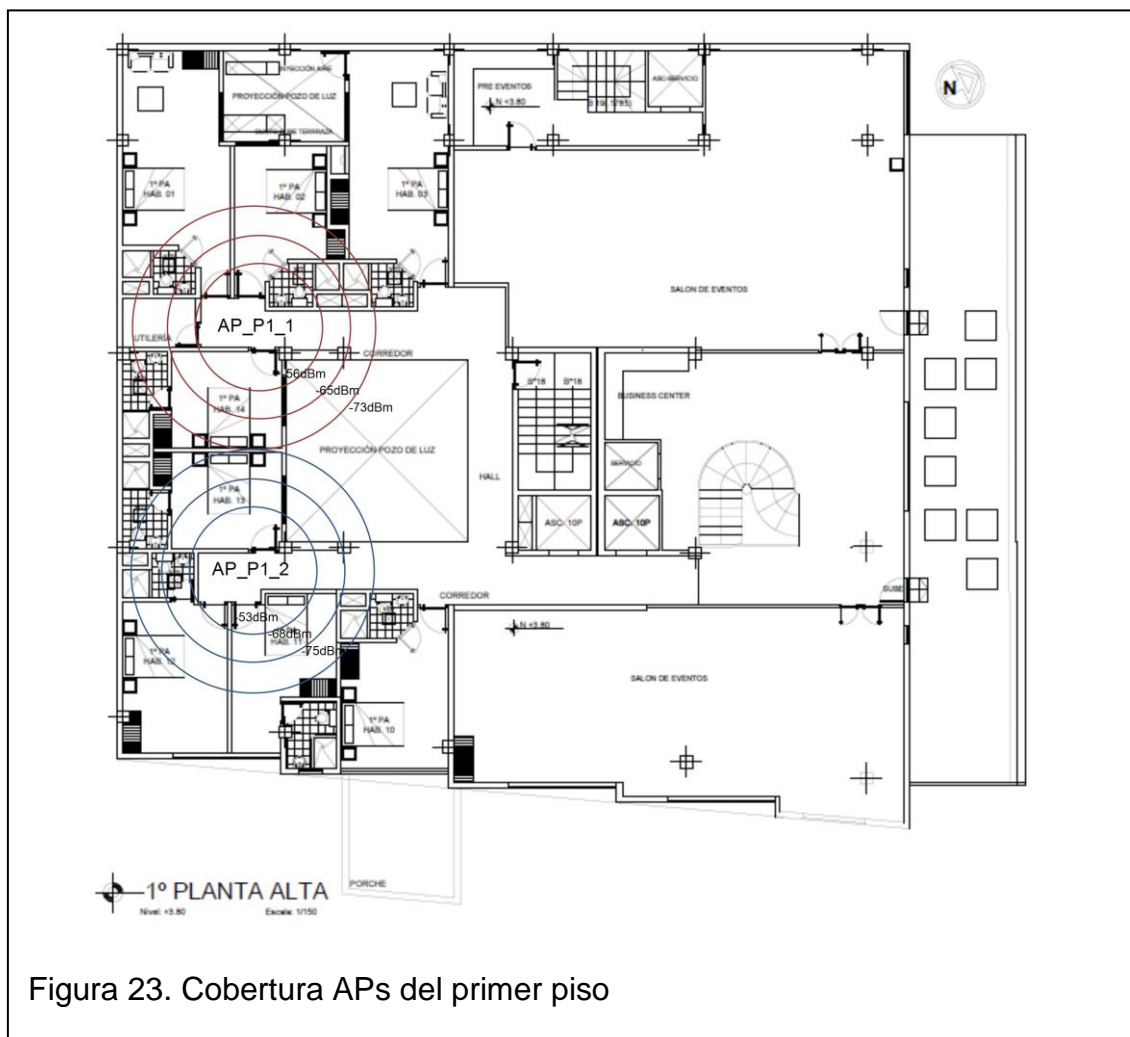 INYECCIÓN AIRE
PROYECCIÓN POZO DE LUZ
PRE EVENTOS
N +3.80
ASC. SERVICIO
N
1º PA
HAB. 01
1º PA
HAB. 02
1º PA
HAB. 03
SALON DE EVENTOS
AP_P1_1
UTILERÍA
CORREDOR
-56dBm
-65dBm
-73dBm
1º PA
HAB. 14
PROYECCIÓN POZO DE LUZ
HALL
BUSINESS CENTER
SERVICIO
1º PA
HAB. 13
ASC. 10P
ASC. 10P
AP_P1_2
CORREDOR
SUBE
-53dBm
-68dBm
HAB. 11
-75dBm
N +3.80
1º PA
HAB. 12
SALON DE EVENTOS
1º PA
HAB. 10
PORCHE
1º PLANTA ALTA
Nivel: +3.80 Escala: 1/150
Figura 23. Cobertura APs del primer piso